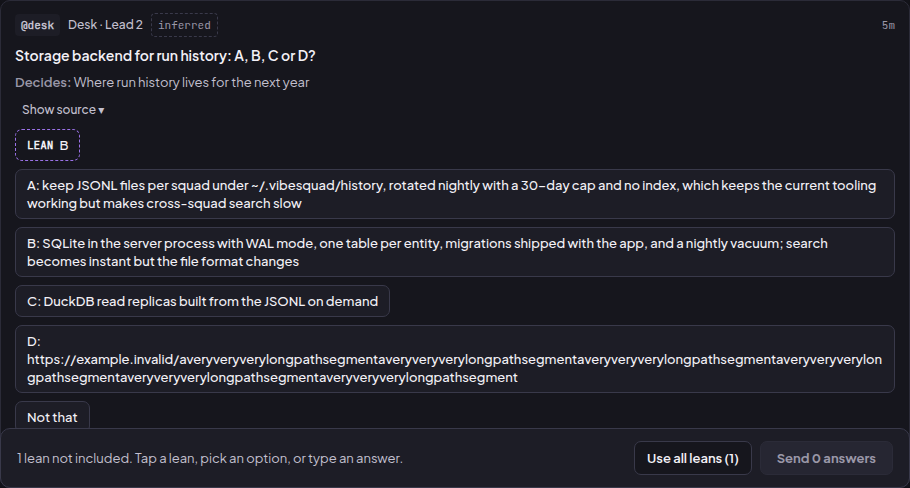 @desk Desk · Lead 2 inferred 5m
Storage backend for run history: A, B, C or D?
Decides: Where run history lives for the next year
Show source ▾
LEAN B
A: keep JSONL files per squad under ~/.vibesquad/history, rotated nightly with a 30-day cap and no index, which keeps the current tooling
working but makes cross-squad search slow
B: SQLite in the server process with WAL mode, one table per entity, migrations shipped with the app, and a nightly vacuum; search
becomes instant but the file format changes
C: DuckDB read replicas built from the JSONL on demand
D:
https://example.invalid/averyveryverylongpathsegmentaveryveryverylongpathsegmentaveryveryverylongpathsegmentaveryveryverylon
gpathsegmentaveryveryverylongpathsegmentaveryveryverylongpathsegment
Not that
1 lean not included. Tap a lean, pick an option, or type an answer.
Use all leans (1) Send 0 answers